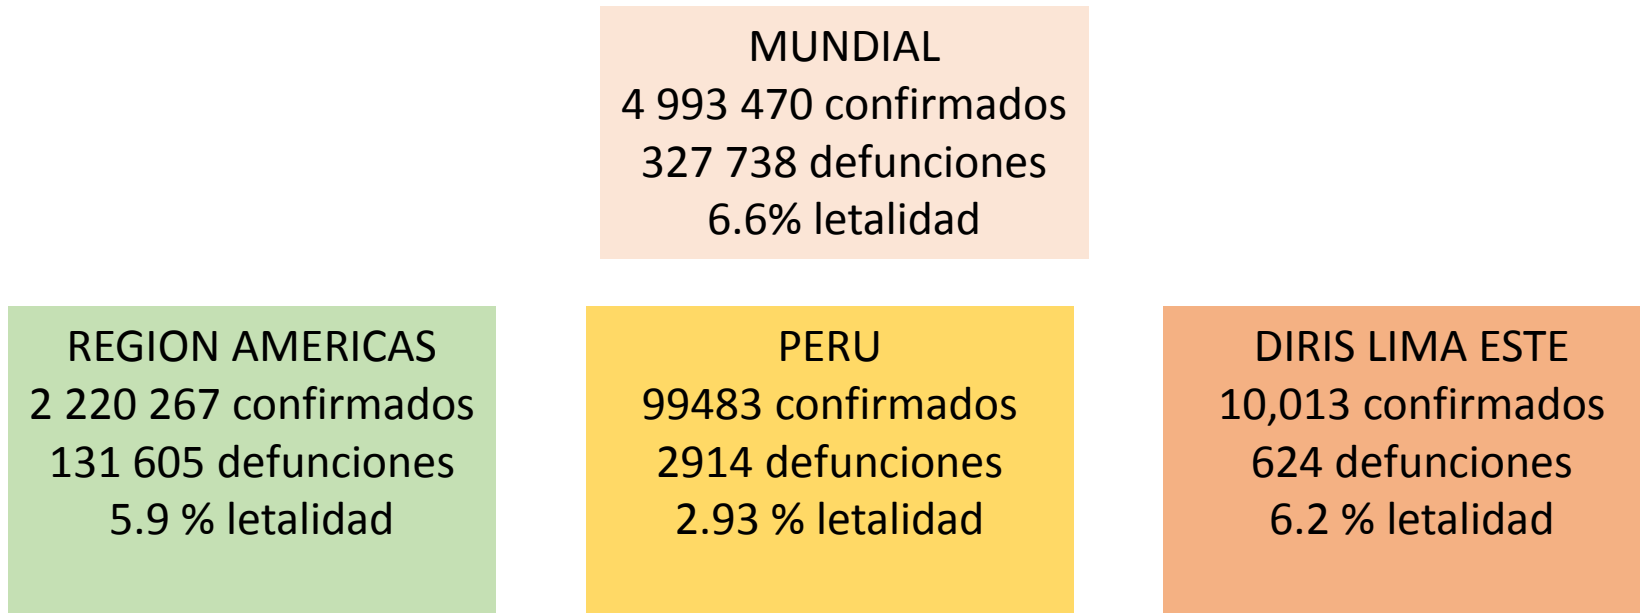 MUNDIAL
4 993 470 confirmados
327 738 defunciones
6.6% letalidad
REGION AMERICAS
2 220 267 confirmados
131 605 defunciones
5.9 % letalidad
PERU
99483 confirmados
2914 defunciones
2.93 % letalidad
DIRIS LIMA ESTE
10,013 confirmados
624 defunciones
6.2 % letalidad